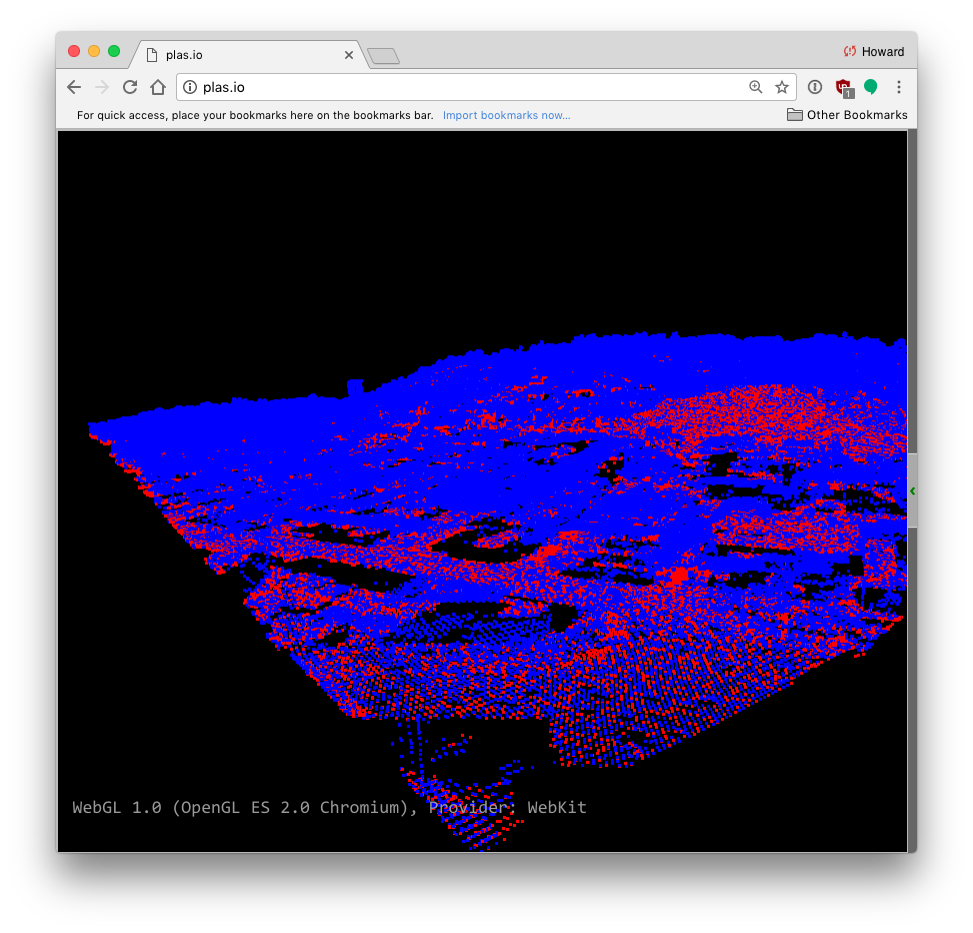 plas.io
Howard
plas.io
1
For quick access, place your bookmarks here on the bookmarks bar. Import bookmarks now...
Other Bookmarks
WebGL 1.0 (OpenGL ES 2.0 Chromium), Provider: WebKit